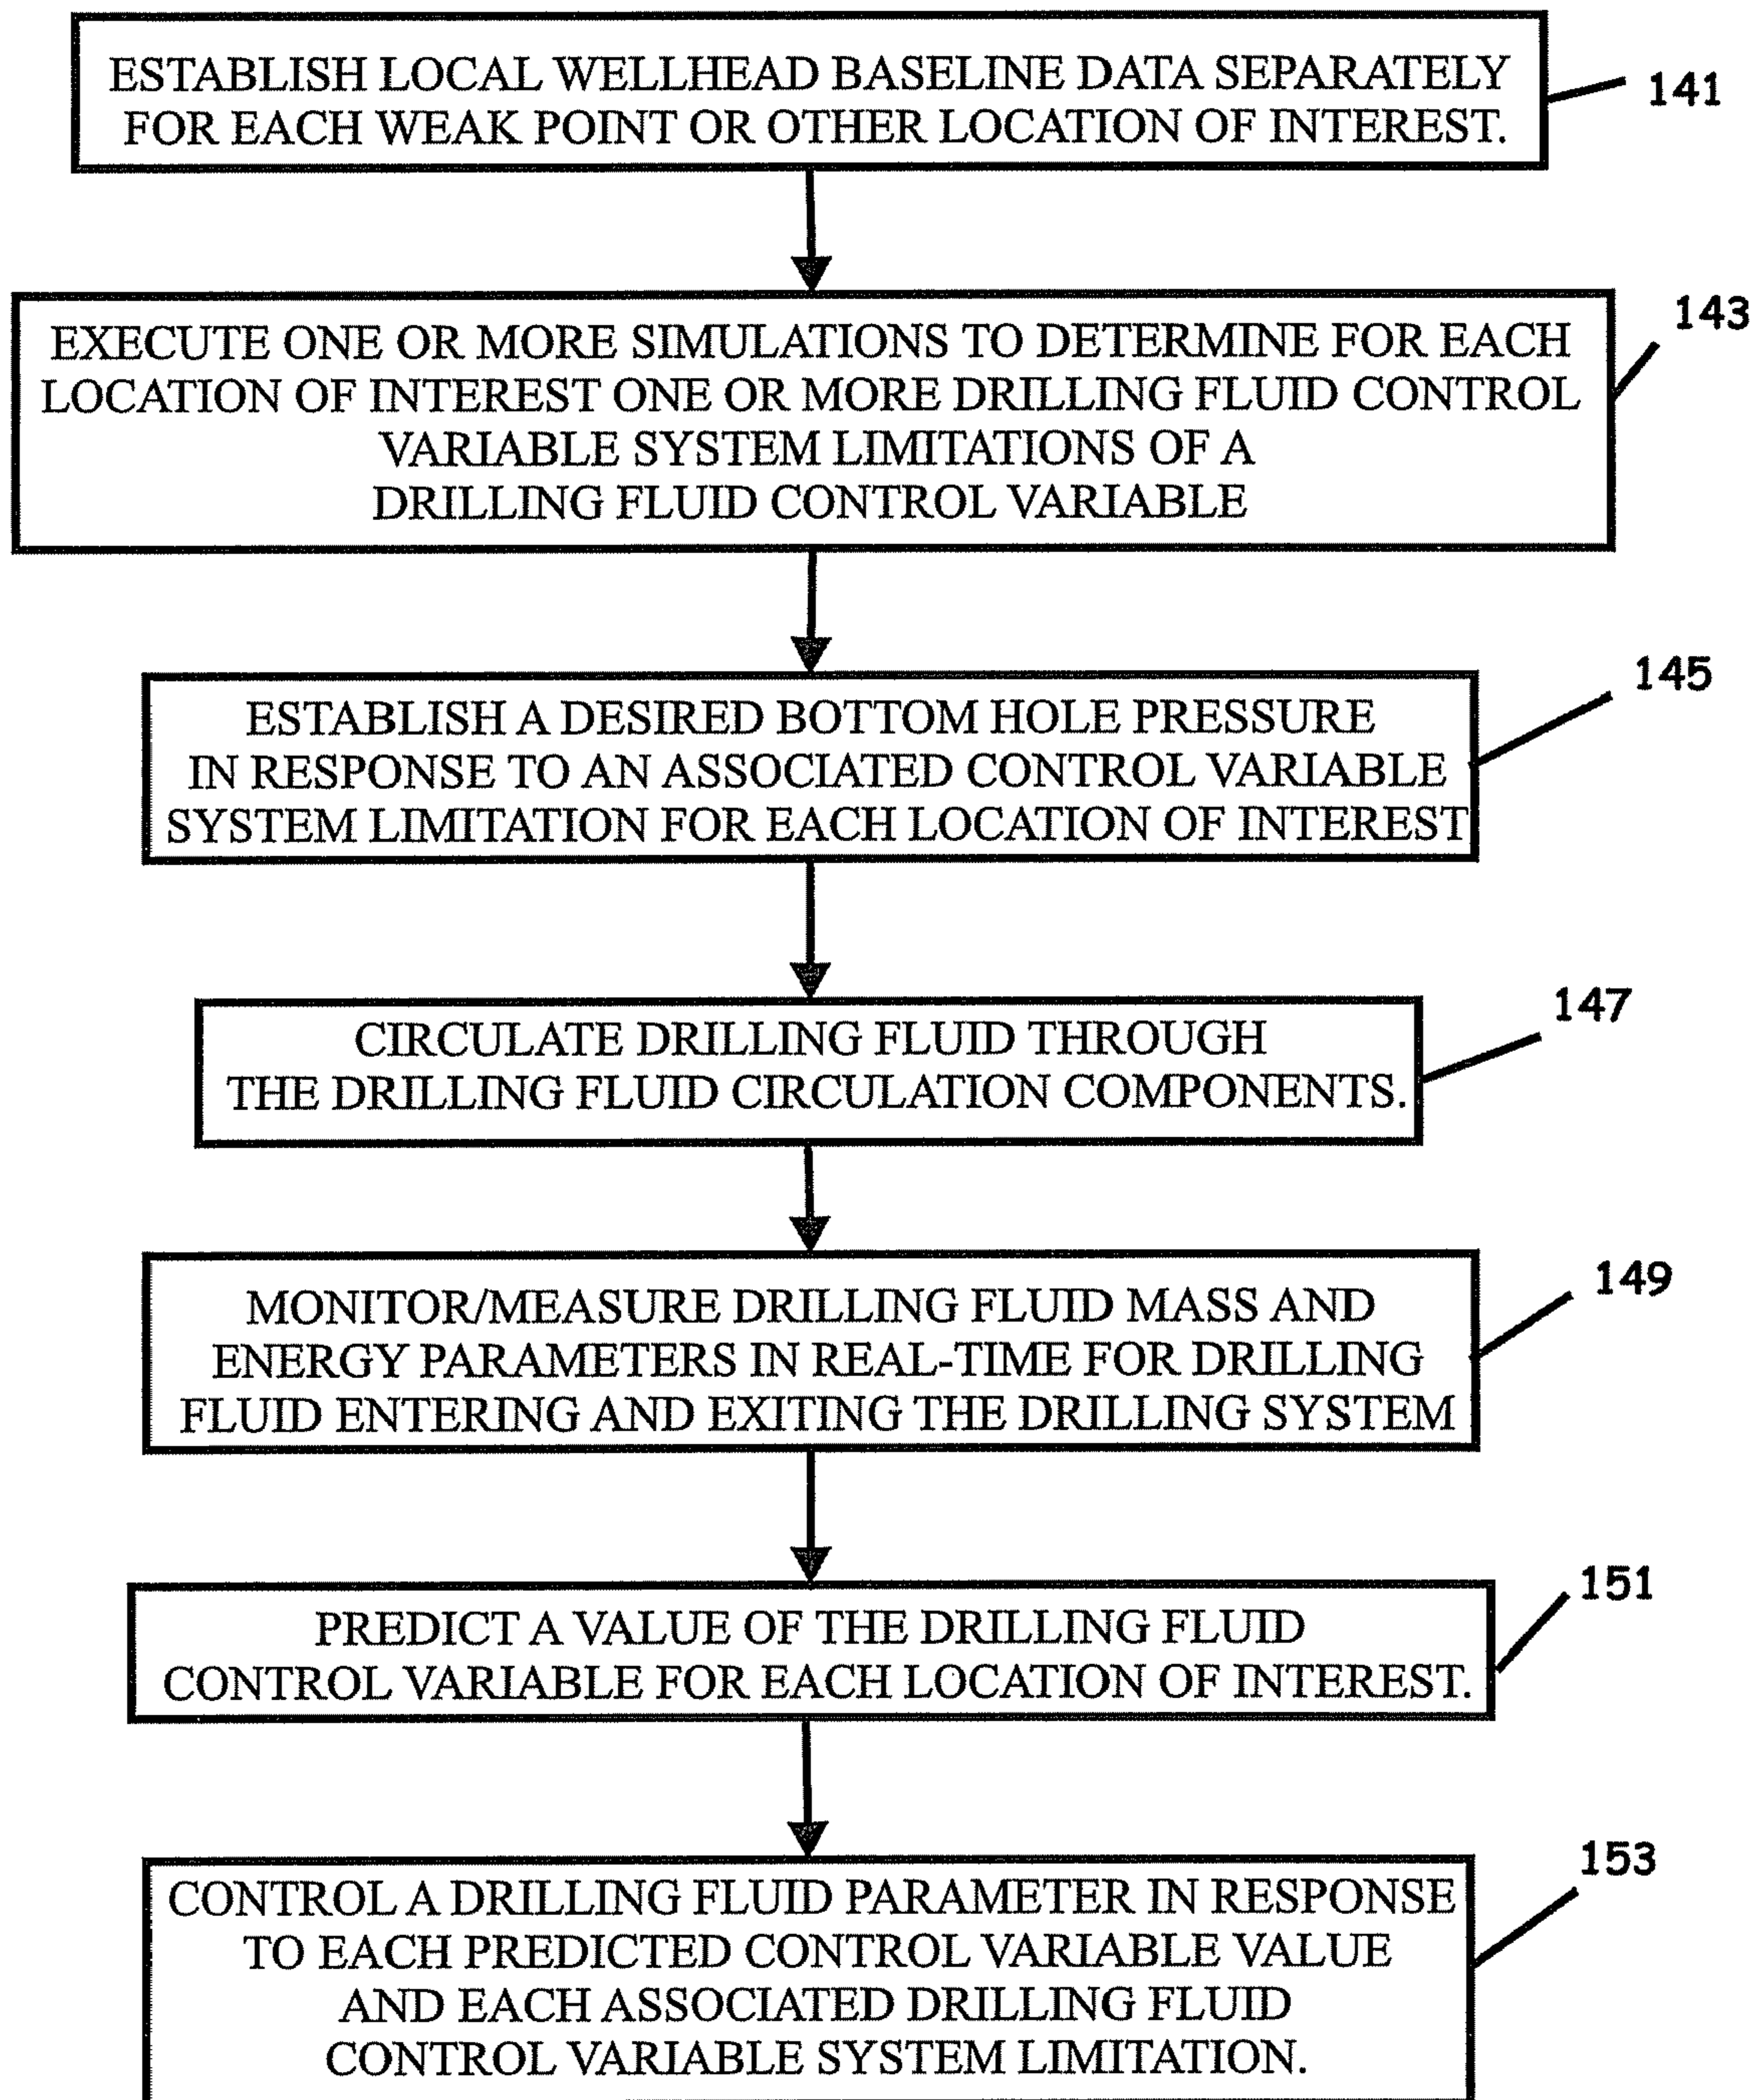 ESTABLISH LOCAL WELLHEAD BASELINE DATA SEPARATELY
FOR EACH WEAK POINT OR OTHER LOCATION OF INTEREST.
141
EXECUTE ONE OR MORE SIMULATIONS TO DETERMINE FOR EACH
LOCATION OF INTEREST ONE OR MORE DRILLING FLUID CONTROL
VARIABLE SYSTEM LIMITATIONS OF A
DRILLING FLUID CONTROL VARIABLE
143
ESTABLISH A DESIRED BOTTOM HOLE PRESSURE
IN RESPONSE TO AN ASSOCIATED CONTROL VARIABLE
SYSTEM LIMITATION FOR EACH LOCATION OF INTEREST
145
CIRCULATE DRILLING FLUID THROUGH
THE DRILLING FLUID CIRCULATION COMPONENTS.
147
MONITOR/MEASURE DRILLING FLUID MASS AND
ENERGY PARAMETERS IN REAL-TIME FOR DRILLING
FLUID ENTERING AND EXITING THE DRILLING SYSTEM
149
PREDICT A VALUE OF THE DRILLING FLUID
CONTROL VARIABLE FOR EACH LOCATION OF INTEREST.
151
CONTROL A DRILLING FLUID PARAMETER IN RESPONSE
TO EACH PREDICTED CONTROL VARIABLE VALUE
AND EACH ASSOCIATED DRILLING FLUID
CONTROL VARIABLE SYSTEM LIMITATION.
153